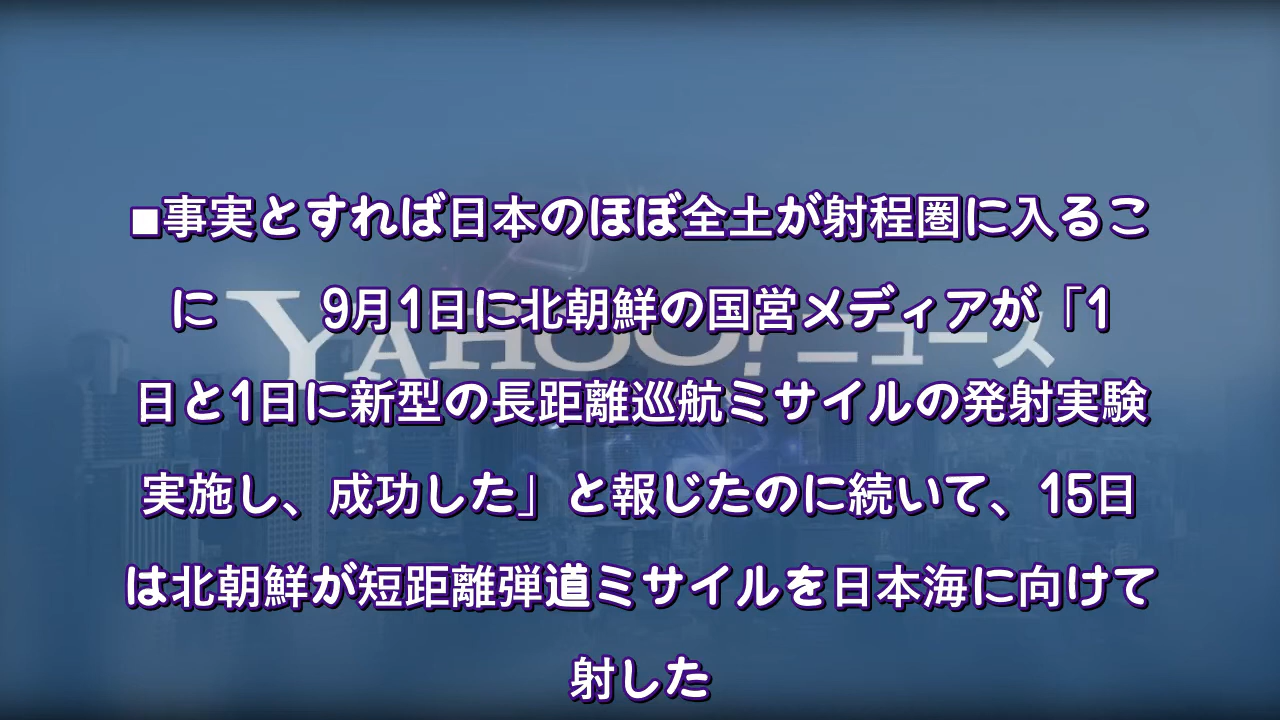 ■事実とすれば日本のほぼ全土が射程圏に入るこ
に　　9月1日に北朝鮮の国営メディアが「1
日と1日に新型の長距離巡航ミサイルの発射実験
実施し、成功した」と報じたのに続いて、15日
は北朝鮮が短距離弾道ミサイルを日本海に向けて
射した
YAHOO!ニュース